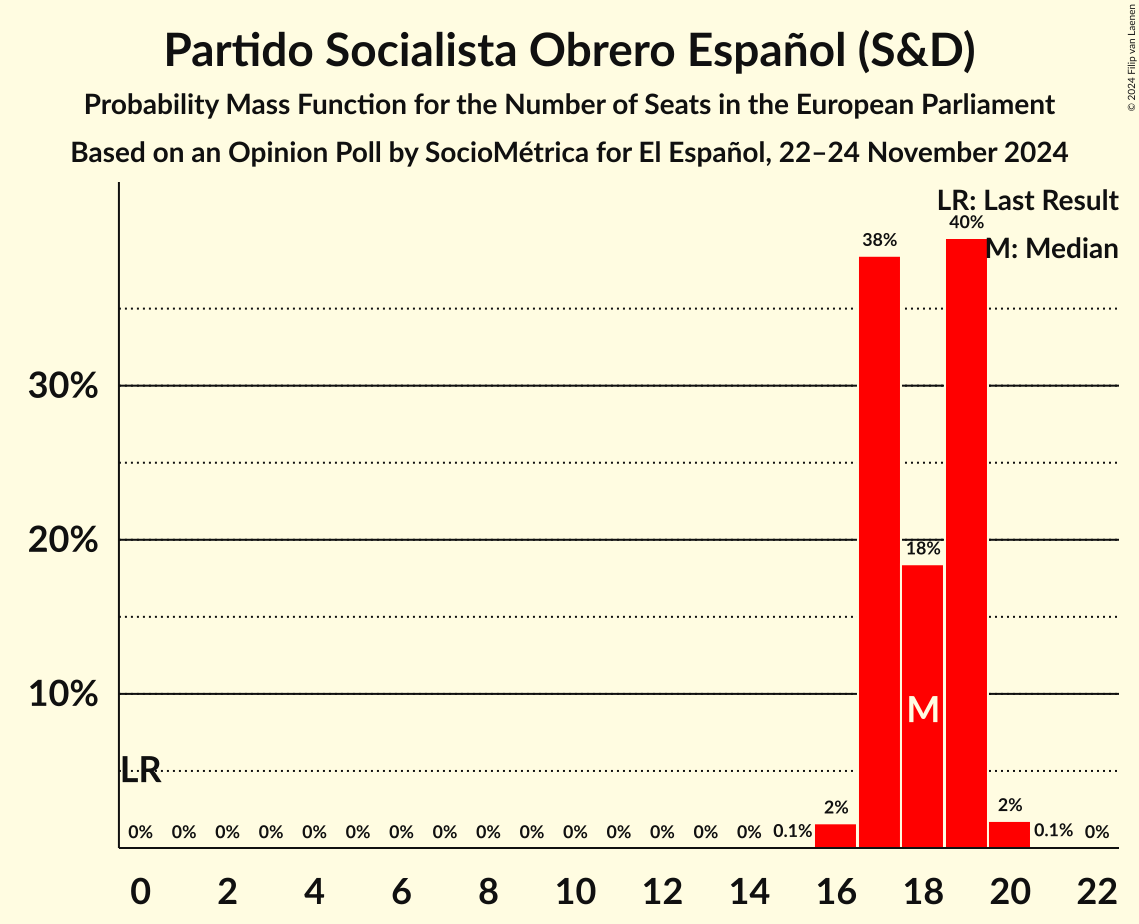 Partido Socialista Obrero Español (S&D)
Probability Mass Function for the Number of Seats in the European Parliament
Based on an Opinion Poll by SocioMétrica for El Español, 22–24 November 2024
© 2024 Filip van Laenen
LR: Last Result
M: Median
30%
20%
10%
LR
0% 0% 0% 0% 0% 0% 0% 0% 0% 0% 0% 0% 0% 0% 0% 0.1% 2% 38% 18% 40% 2% 0.1% 0%
M
0 2 4 6 8 10 12 14 16 18 20 22